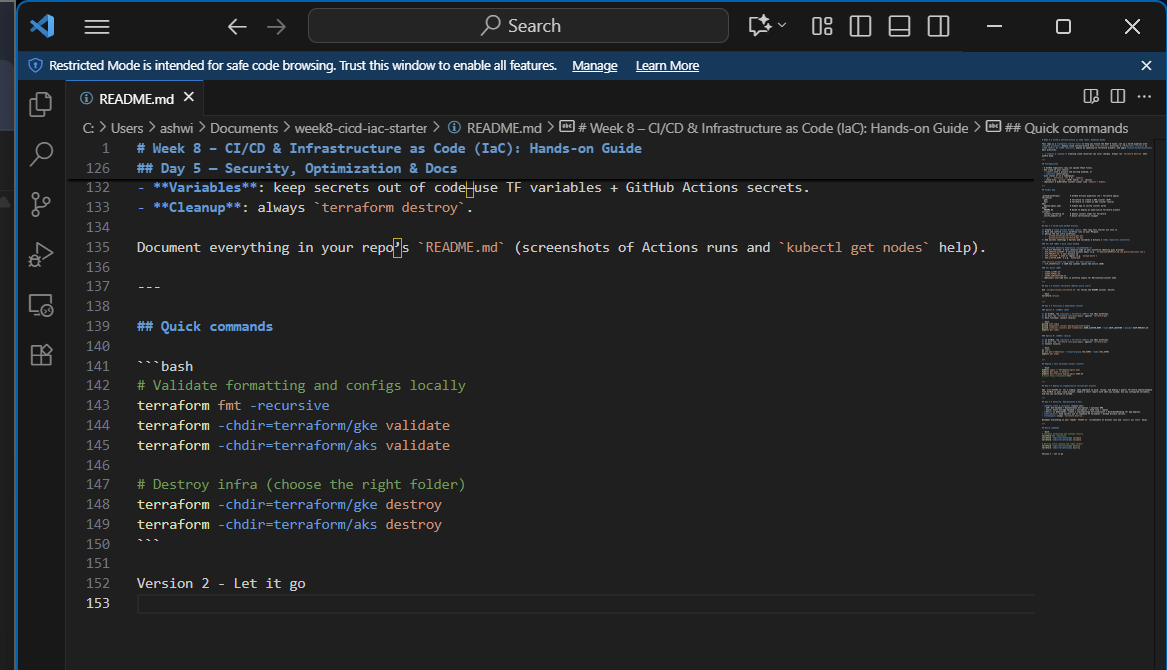 Search
Restricted Mode is intended for safe code browsing. Trust this window to enable all features. Manage Learn More
README.md
C: > Users > ashwi > Documents > week8-cicd-iac-starter > README.md > # Week 8 – CI/CD & Infrastructure as Code (IaC): Hands-on Guide > ## Quick commands
1 # Week 8 – CI/CD & Infrastructure as Code (IaC): Hands-on Guide
126 ## Day 5 – Security, Optimization & Docs
132 - **Variables**: keep secrets out of code—use TF variables + GitHub Actions secrets.
133 - **Cleanup**: always `terraform destroy`.
134
135 Document everything in your repo’s `README.md` (screenshots of Actions runs and `kubectl get nodes` help).
136
137 ---
138
139 ## Quick commands
140
141 ```bash
142 # Validate formatting and configs locally
143 terraform fmt -recursive
144 terraform -chdir=terraform/gke validate
145 terraform -chdir=terraform/aks validate
146
147 # Destroy infra (choose the right folder)
148 terraform -chdir=terraform/gke destroy
149 terraform -chdir=terraform/aks destroy
150 ```
151
152 Version 2 - Let it go
153